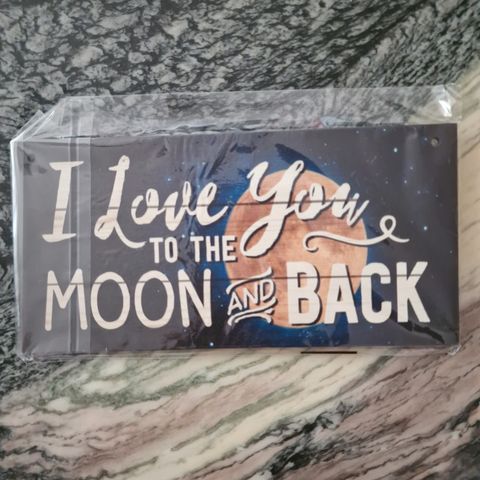 I Love You
TO THE
MOON AND BACK